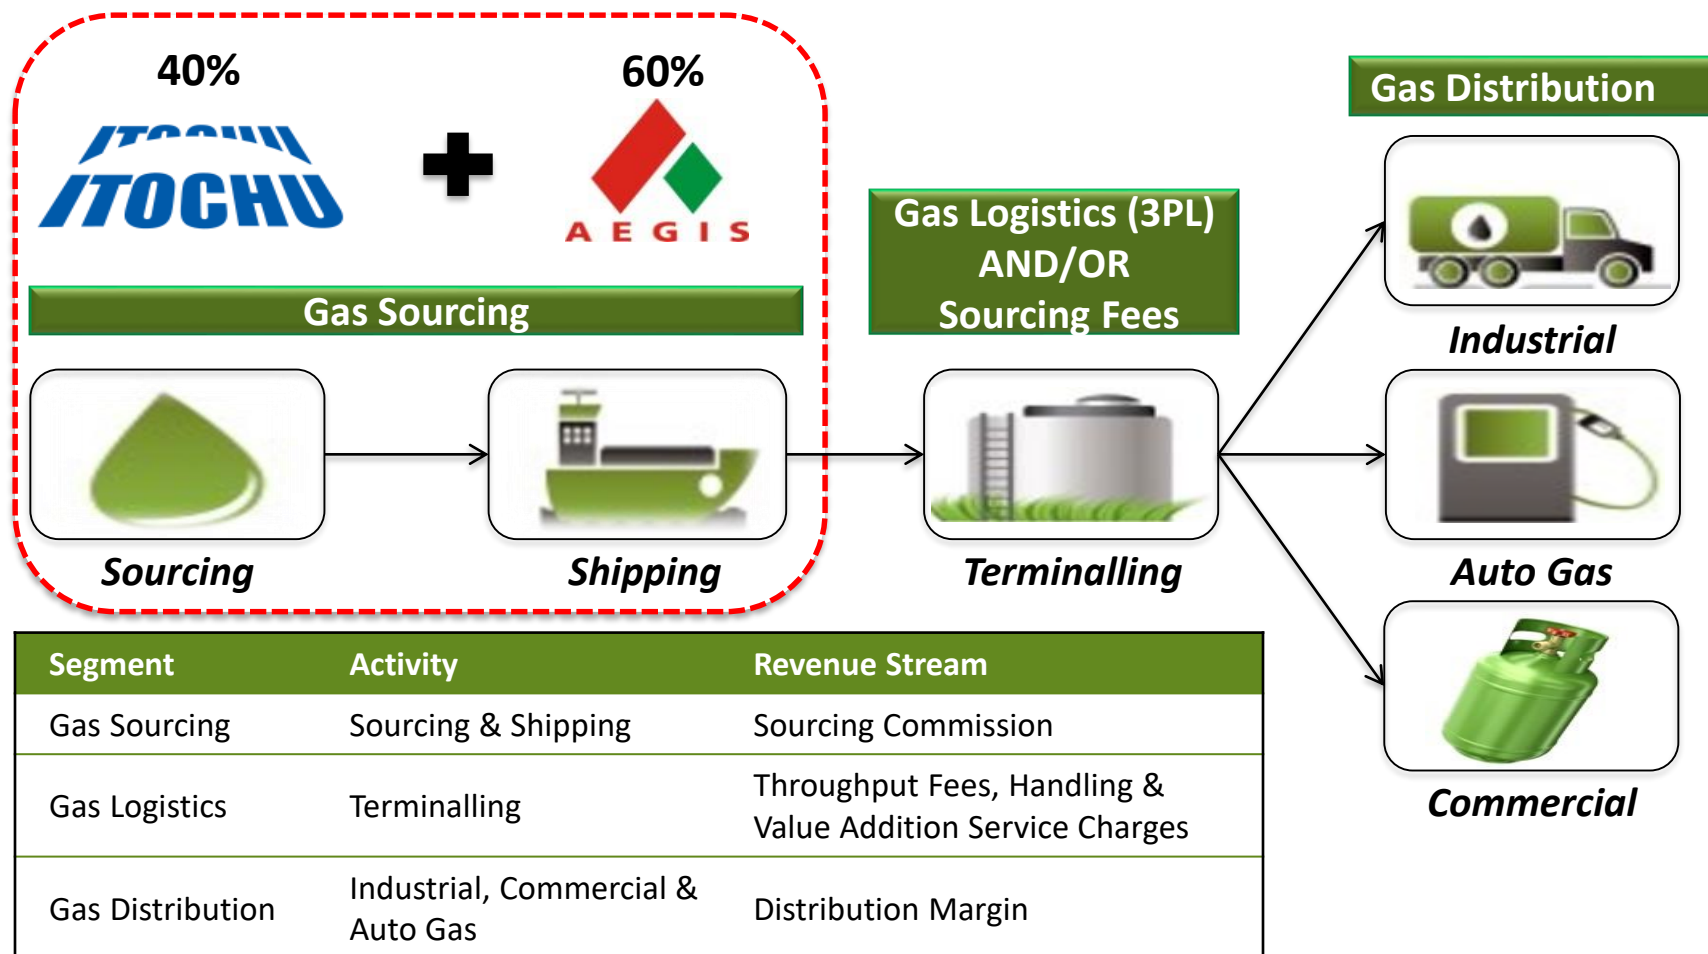 40%
60%
ITOCHU
ITOCHU
AEGIS
Gas Sourcing
Sourcing
Shipping
Gas Logistics (3PL)
AND/OR
Sourcing Fees
Terminalling
Gas Distribution
Industrial
Auto Gas
Commercial
Segment Activity Revenue Stream
Gas Sourcing Sourcing & Shipping Sourcing Commission
Gas Logistics Terminalling Throughput Fees, Handling &
Value Addition Service Charges
Gas Distribution Industrial, Commercial &
Auto Gas Distribution Margin